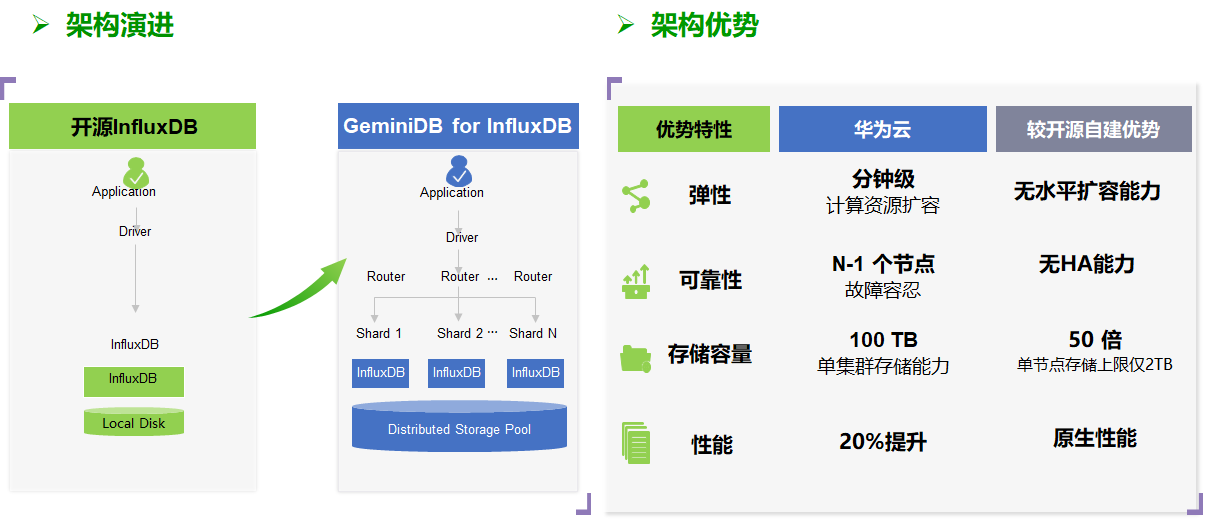 架构演进
开源InfluxDB
Application
Driver
InfluxDB
InfluxDB
Local Disk
GeminiDB for InfluxDB
Application
Driver
Router Router ... Router
Shard 1 Shard 2 ... Shard N
InfluxDB InfluxDB InfluxDB
Distributed Storage Pool
架构优势
优势特性 华为云 较开源自建优势
弹性
分钟级
计算资源扩容
无水平扩容能力
可靠性
N-1 个节点
故障容忍
无HA能力
存储容量
100 TB
单集群存储能力
50 倍
单节点存储上限仅2TB
性能
20%提升
原生性能